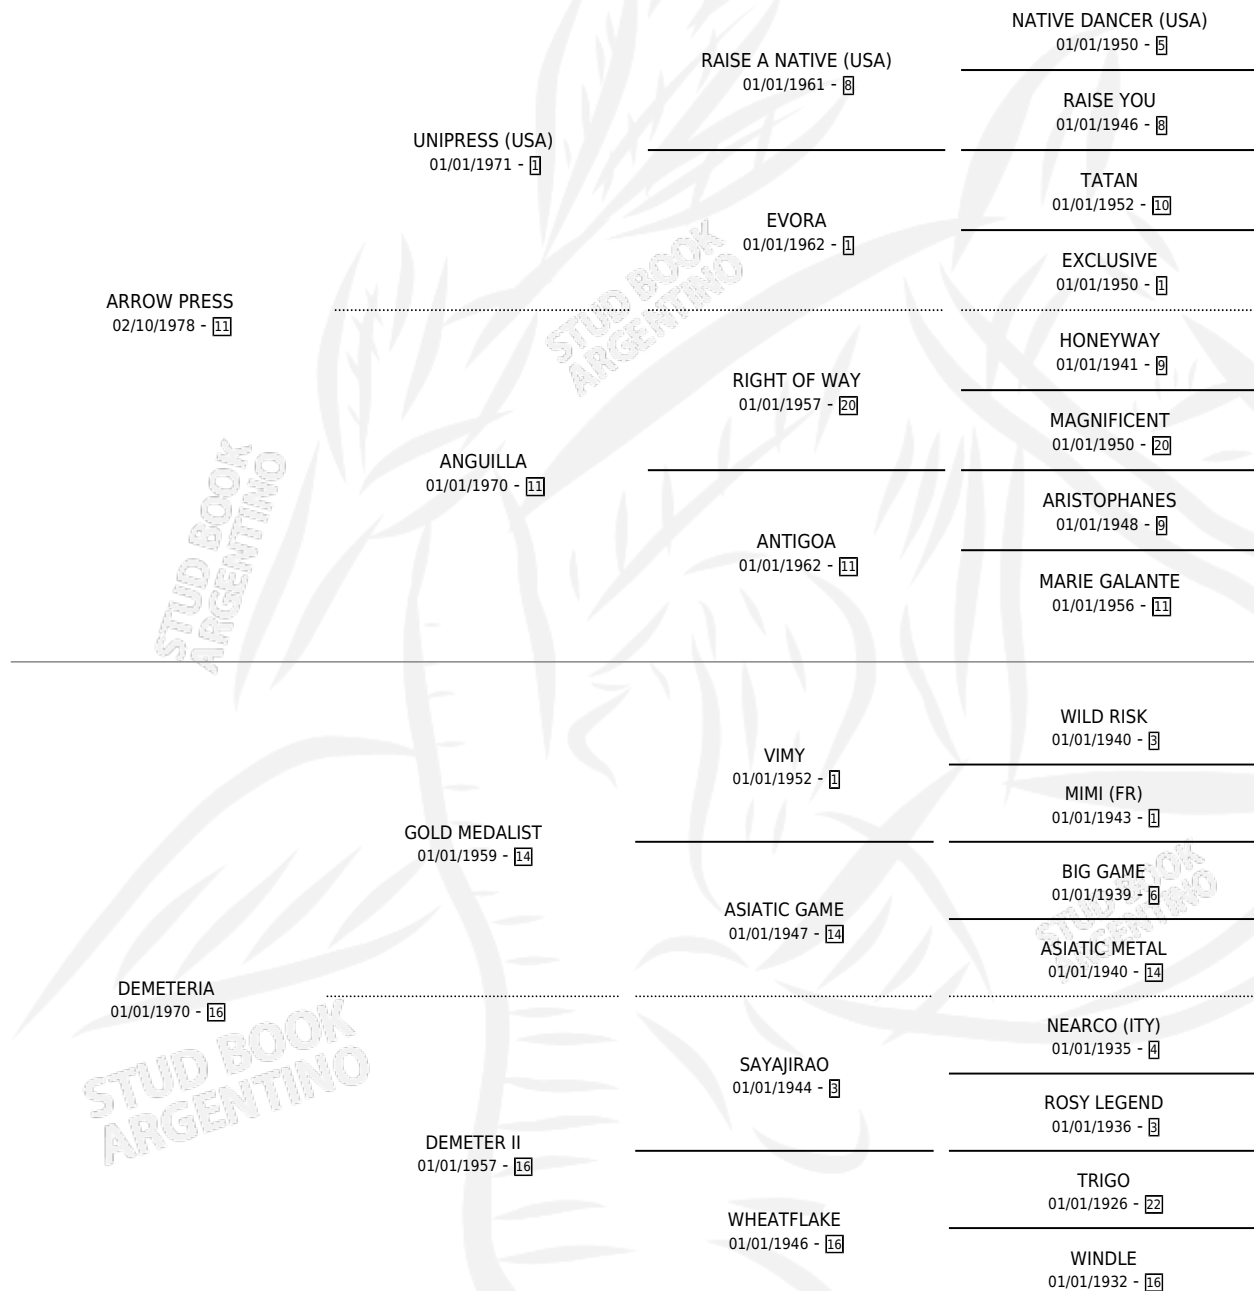 NATIVE DANCER (USA)
01/01/1950 - 5
RAISE A NATIVE (USA)
01/01/1961 - 8
RAISE YOU
01/01/1946 - 8
UNIPRESS (USA)
01/01/1971 - 1
TATAN
01/01/1952 - 10
EVORA
01/01/1962 - 1
EXCLUSIVE
01/01/1950 - 1
ARROW PRESS
02/10/1978 - 11
HONEYWAY
01/01/1941 - 9
RIGHT OF WAY
01/01/1957 - 20
MAGNIFICENT
01/01/1950 - 20
ANGUILLA
01/01/1970 - 11
ARISTOPHANES
01/01/1948 - 9
ANTIGOA
01/01/1962 - 11
MARIE GALANTE
01/01/1956 - 11
WILD RISK
01/01/1940 - 3
VIMY
01/01/1952 - 1
MIMI (FR)
01/01/1943 - 1
GOLD MEDALIST
01/01/1959 - 14
BIG GAME
01/01/1939 - 6
ASIATIC GAME
01/01/1947 - 14
ASIATIC METAL
01/01/1940 - 14
DEMETERIA
01/01/1970 - 16
NEARCO (ITY)
01/01/1935 - 4
SAYAJIRAO
01/01/1944 - 3
ROSY LEGEND
01/01/1936 - 3
DEMETER II
01/01/1957 - 16
TRIGO
01/01/1926 - 22
WHEATFLAKE
01/01/1946 - 16
WINDLE
01/01/1932 - 16
STUD BOOK
ARGENTINO
STUD BOOK
ARGENTINO
STUD BOOK
ARGENTINO
STUD BOOK
ARGENTINO